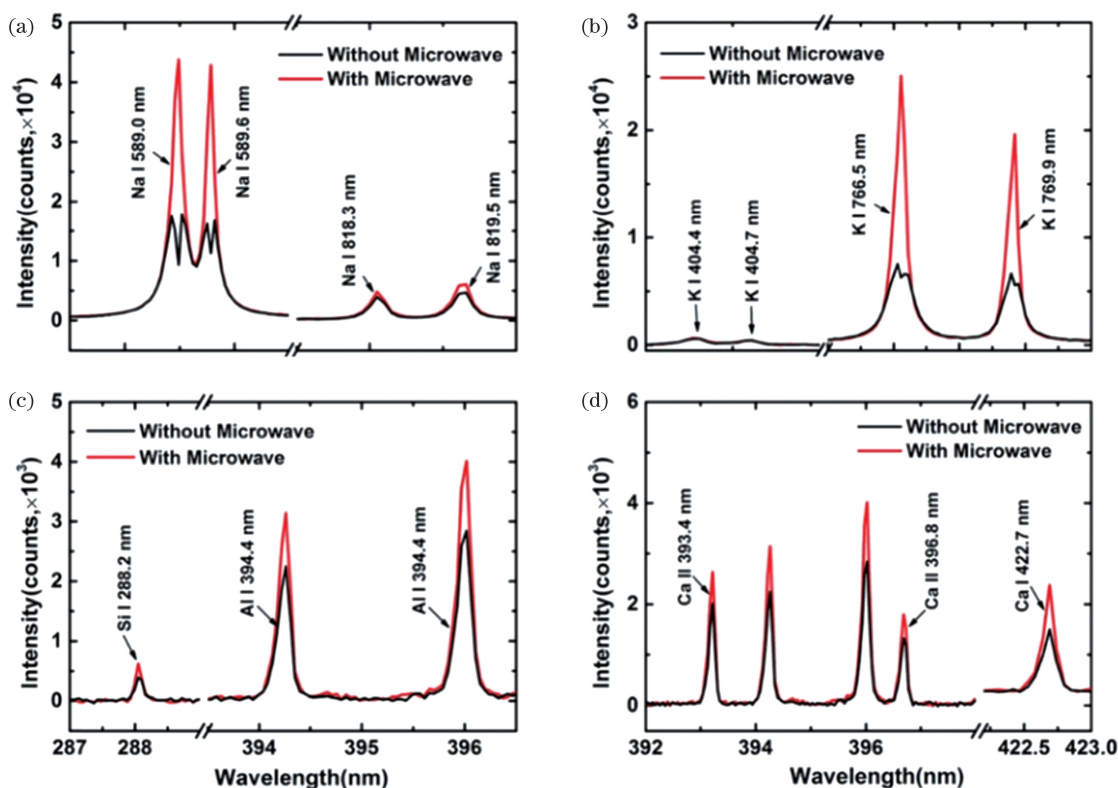 (a)
5
4
3
2
1
0
Intensity(counts,×10⁴)
Without Microwave
With Microwave
Na I 589.0 nm
Na I 589.6 nm
Na I 818.3 nm
Na I 819.5 nm
(b)
3
2
1
0
Intensity(counts,×10⁴)
Without Microwave
With Microwave
K I 404.4 nm
K I 404.7 nm
K I 766.5 nm
K I 769.9 nm
(c)
5
4
3
2
1
0
Intensity(counts,×10³)
Without Microwave
With Microwave
Si I 288.2 nm
Al I 394.4 nm
Al I 394.4 nm
287 288 394 395 396
Wavelength(nm)
(d)
6
4
2
0
Intensity(counts,×10³)
Without Microwave
With Microwave
Ca II 393.4 nm
Ca II 396.8 nm
Ca I 422.7 nm
392 394 396 422.5 423.0
Wavelength(nm)